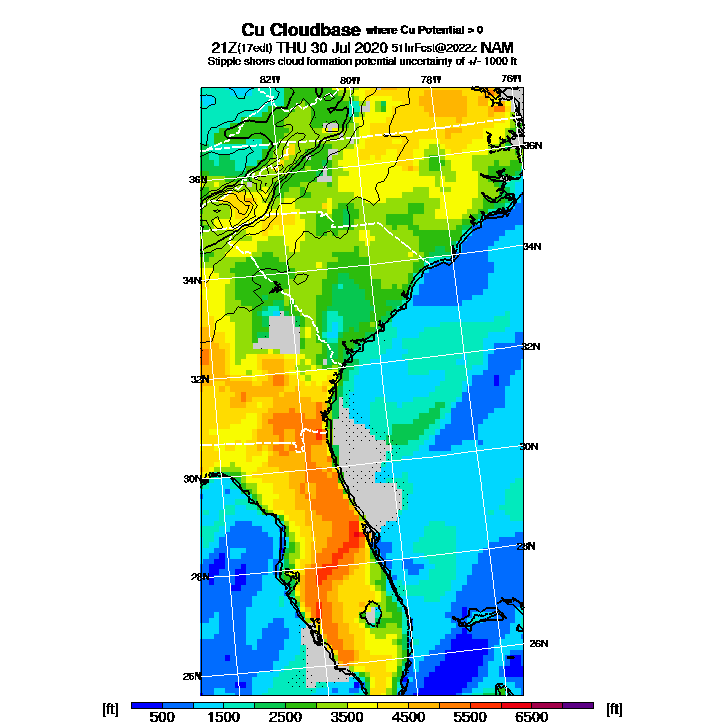 Cu Cloudbase where Cu Potential > 0
21Z(17edt) THU 30 Jul 2020 51hrFcst@2022z NAM
Stipple shows cloud formation potential uncertainty of +/- 1000 ft
82W 80W 78W 76W
36N
36N
34N
34N
32N
32N
30N
30N
28N
28N
26N
26N
[ft] 500 1500 2500 3500 4500 5500 6500 [ft]